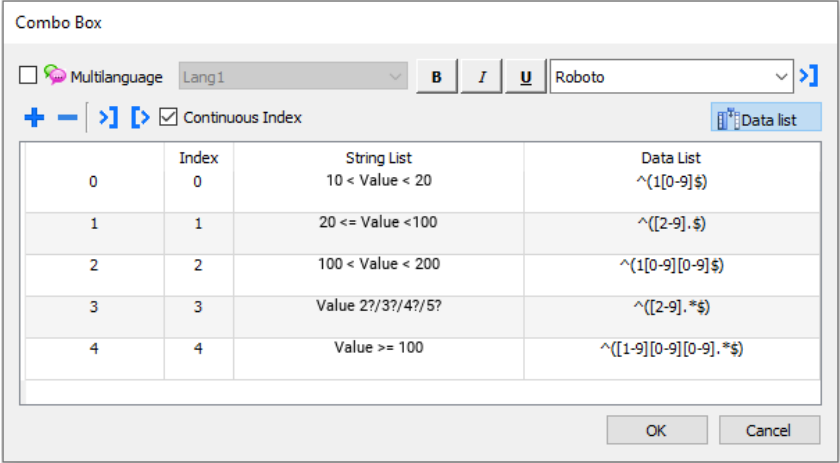 Combo Box
Multilanguage Lang1 B I U Roboto
Continuous Index Data list
Index String List Data List
0 0 10 < Value < 20 ^(1[0-9]$)
1 1 20 <= Value <100 ^([2-9].$)
2 2 100 < Value < 200 ^(1[0-9][0-9]$)
3 3 Value 2?/3?/4?/5? ^([2-9].*$)
4 4 Value >= 100 ^([1-9][0-9][0-9].*$)
OK Cancel